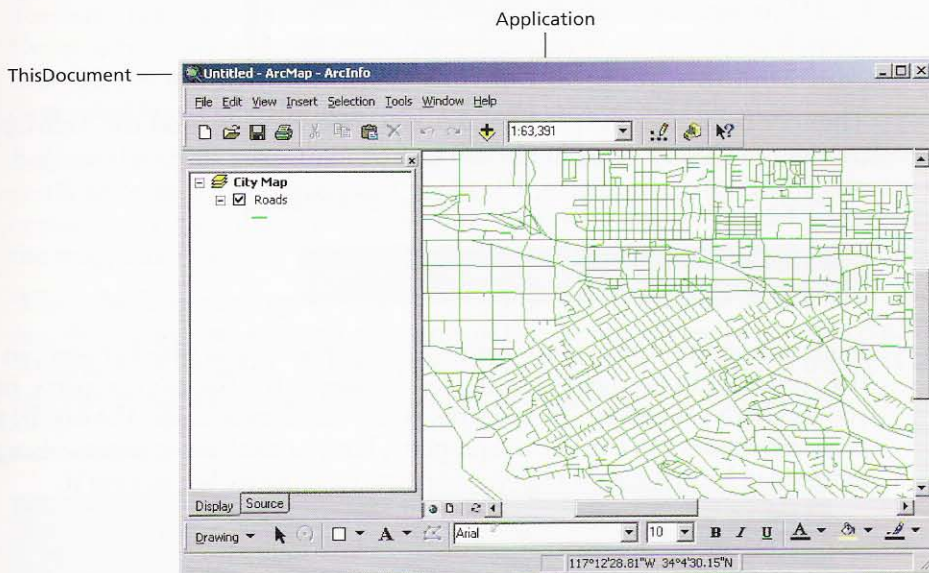 Application
ThisDocument
Untitled - ArcMap - ArcInfo
File Edit View Insert Selection Tools Window Help
1:63,391
City Map
Roads
Display Source
Drawing A Arial 10 B I U A
117°12'28.81"W 34°4'30.15"N